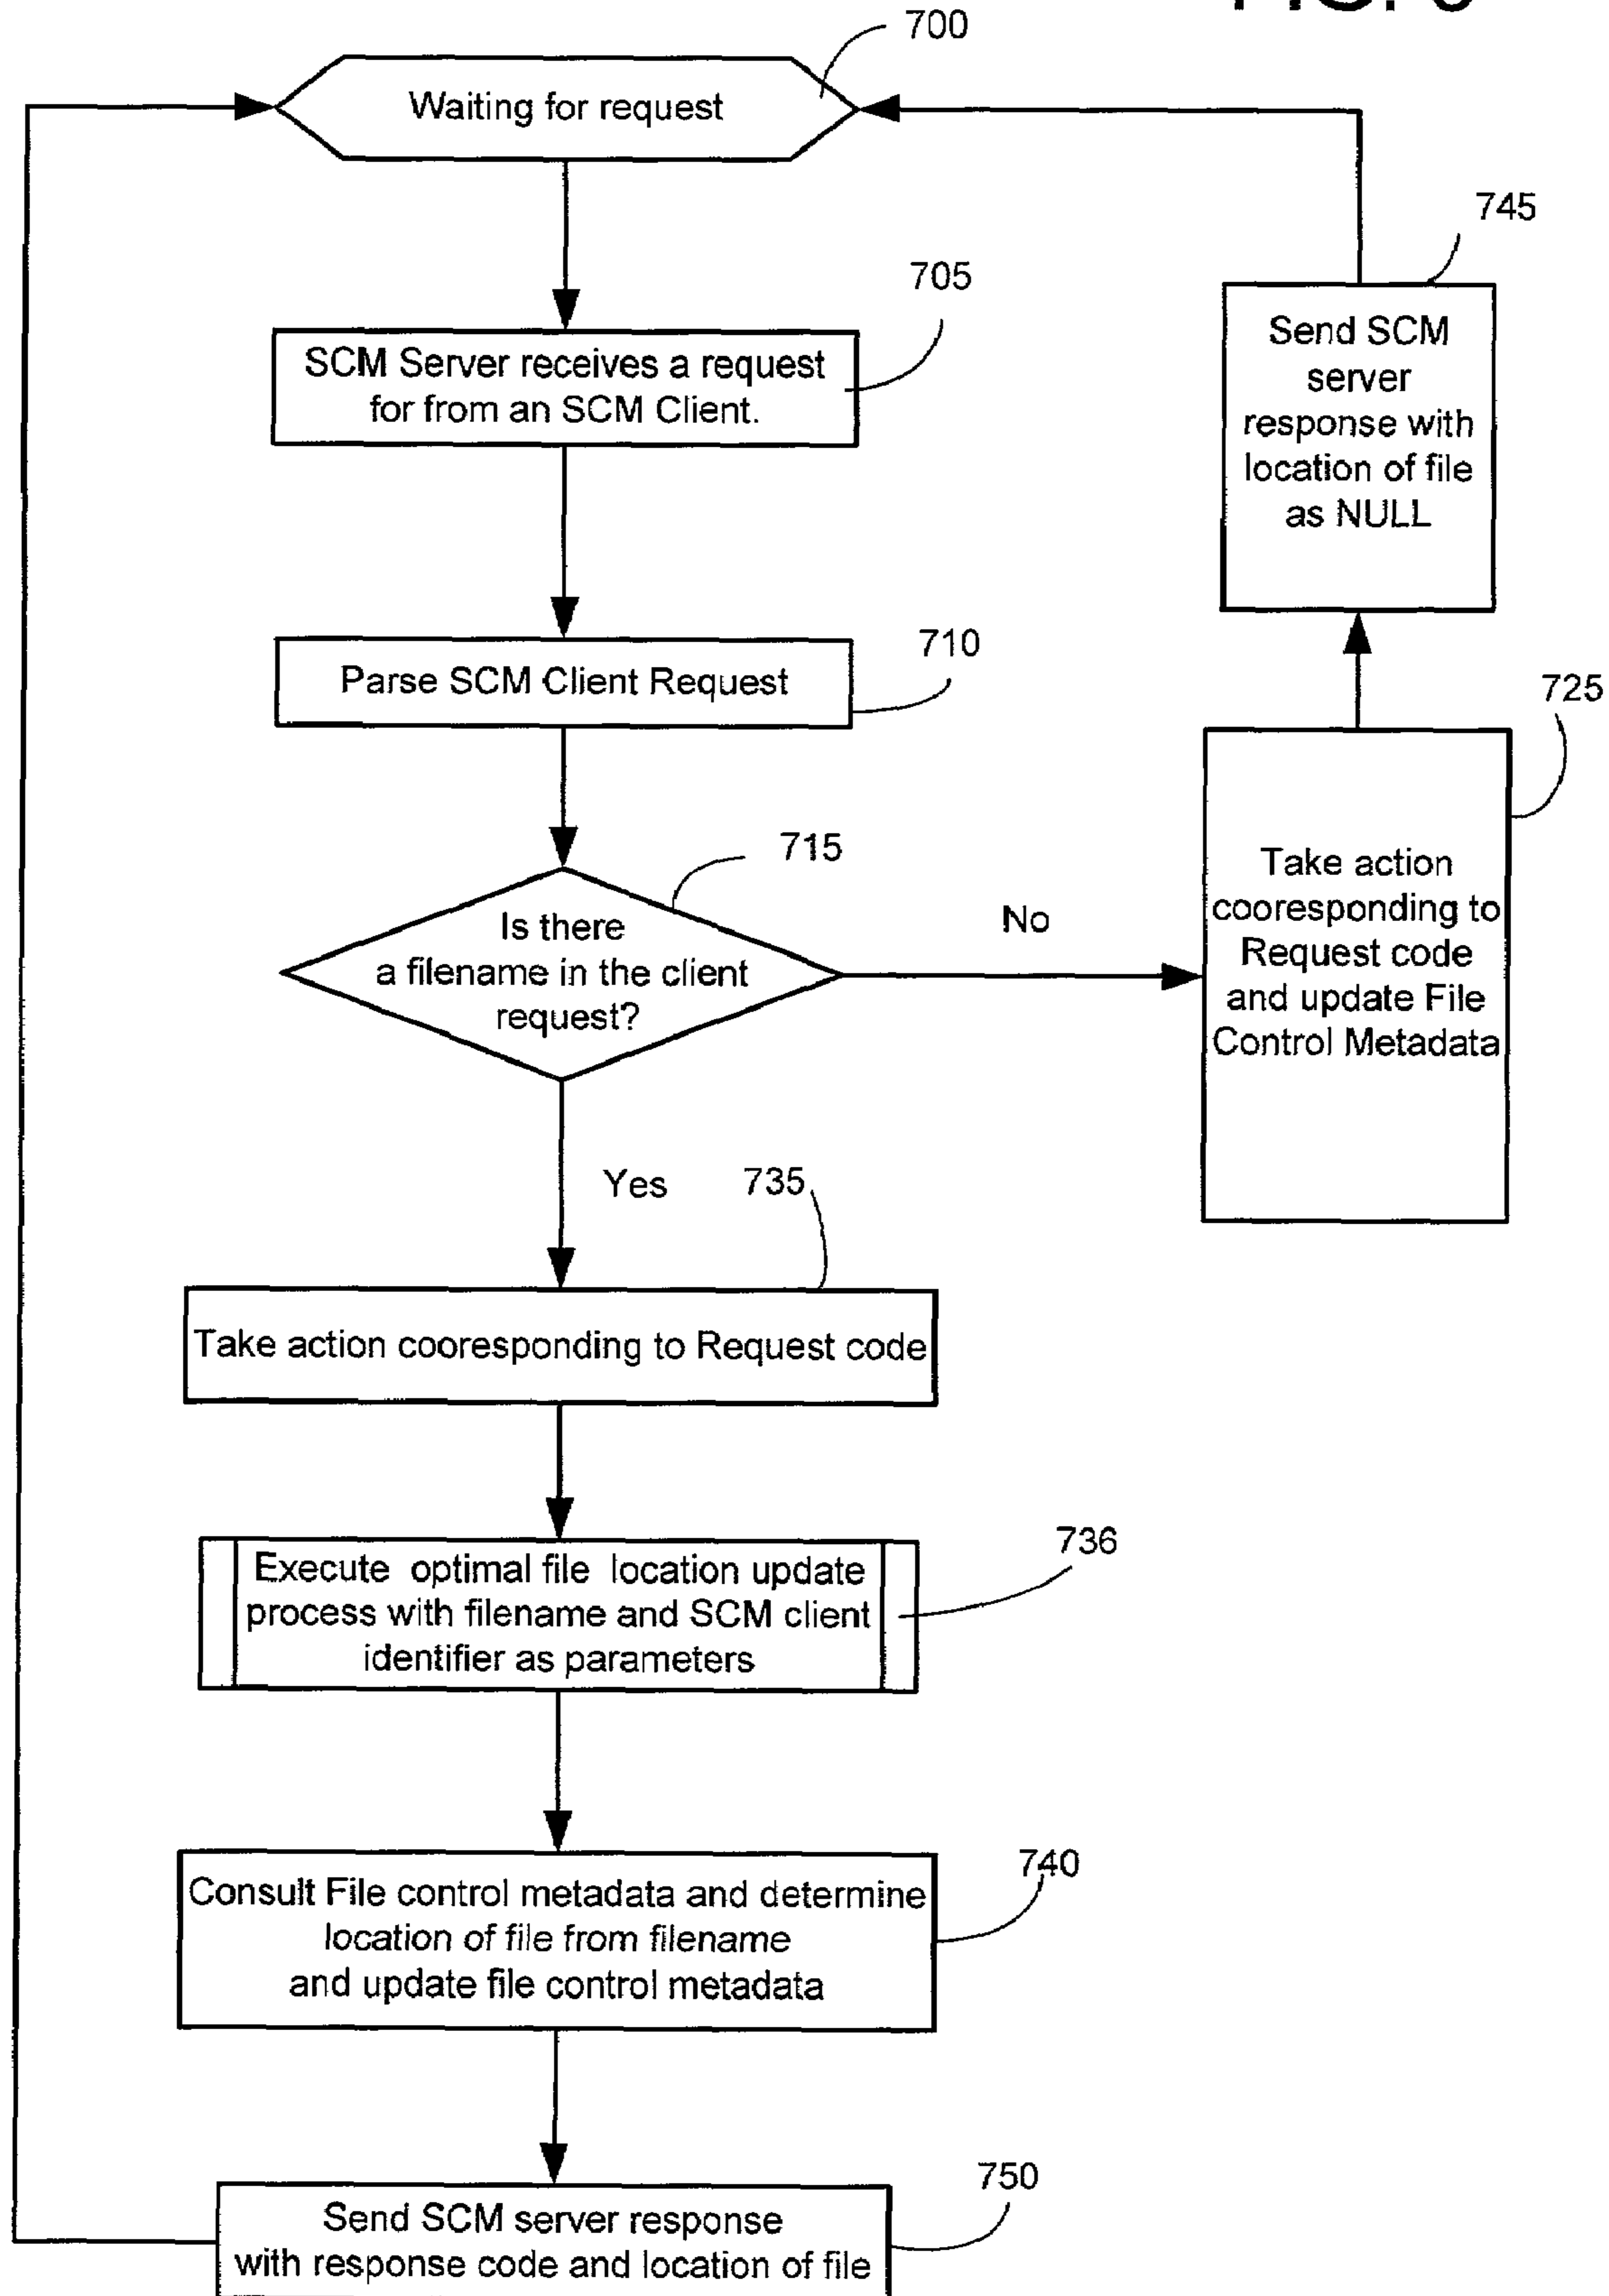 700
Waiting for request
745
705
SCM Server receives a request
for from an SCM Client.
Send SCM
server
response with
location of file
as NULL
710
Parse SCM Client Request
725
715
Is there
a filename in the client
request?
No
Take action
cooresponding to
Request code
and update File
Control Metadata
Yes
735
Take action cooresponding to Request code
736
Execute optimal file location update
process with filename and SCM client
identifier as parameters
740
Consult File control metadata and determine
location of file from filename
and update file control metadata
750
Send SCM server response
with response code and location of file